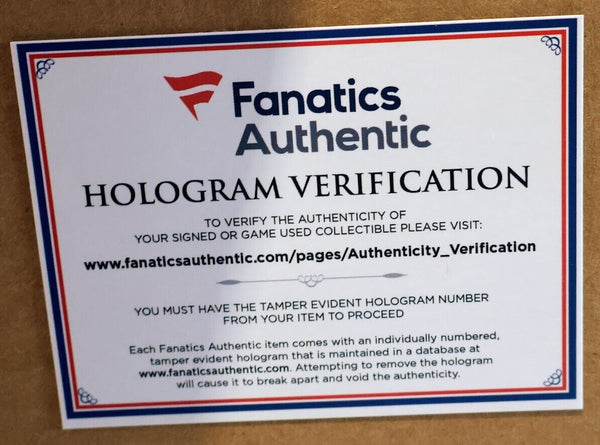 Fanatics
Authentic
HOLOGRAM VERIFICATION
TO VERIFY THE AUTHENTICITY OF
YOUR SIGNED OR GAME USED COLLECTIBLE PLEASE VISIT:
www.fanaticsauthentic.com/pages/Authenticity_Verification
YOU MUST HAVE THE TAMPER EVIDENT HOLOGRAM NUMBER
FROM YOUR ITEM TO PROCEED
Each Fanatics Authentic item comes with an individually numbered,
tamper evident hologram that is maintained in a database at
www.fanaticsauthentic.com. Attempting to remove the hologram
will cause it to break apart and void the authenticity.